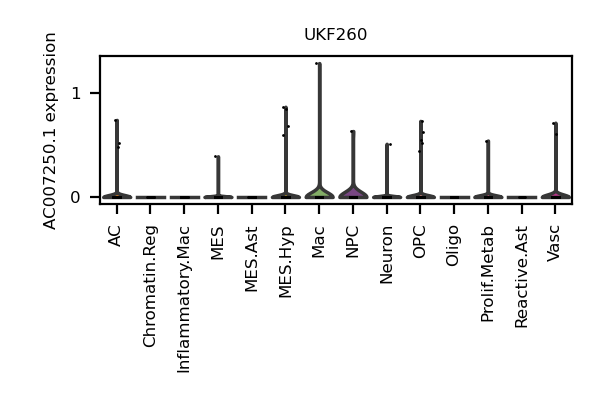 UKF260
AC007250.1 expression
1
0
AC
Chromatin.Reg
Inflammatory.Mac
MES
MES.Ast
MES.Hyp
Mac
NPC
Neuron
OPC
Oligo
Prolif.Metab
Reactive.Ast
Vasc